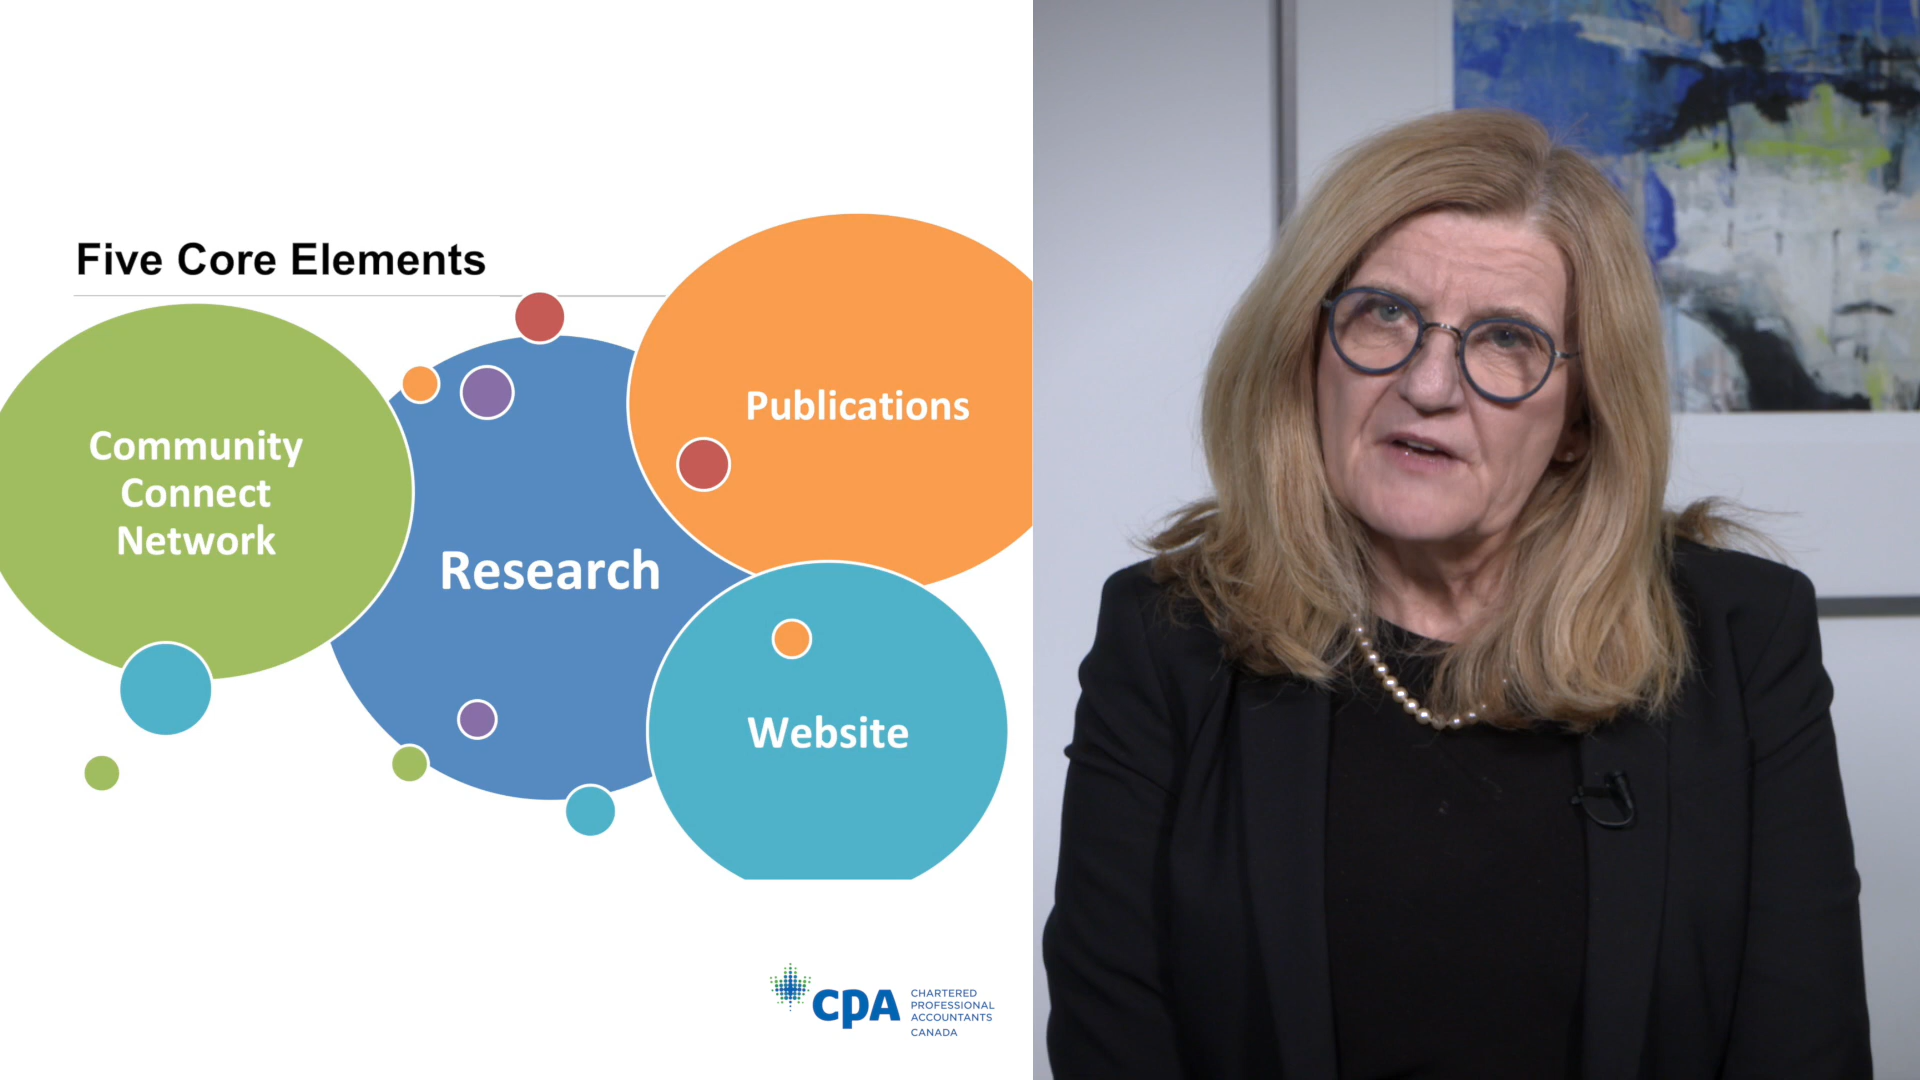 Five Core Elements
Community
Connect
Network
Research
Publications
Website
cpa
CHARTERED
PROFESSIONAL
ACCOUNTANTS
CANADA